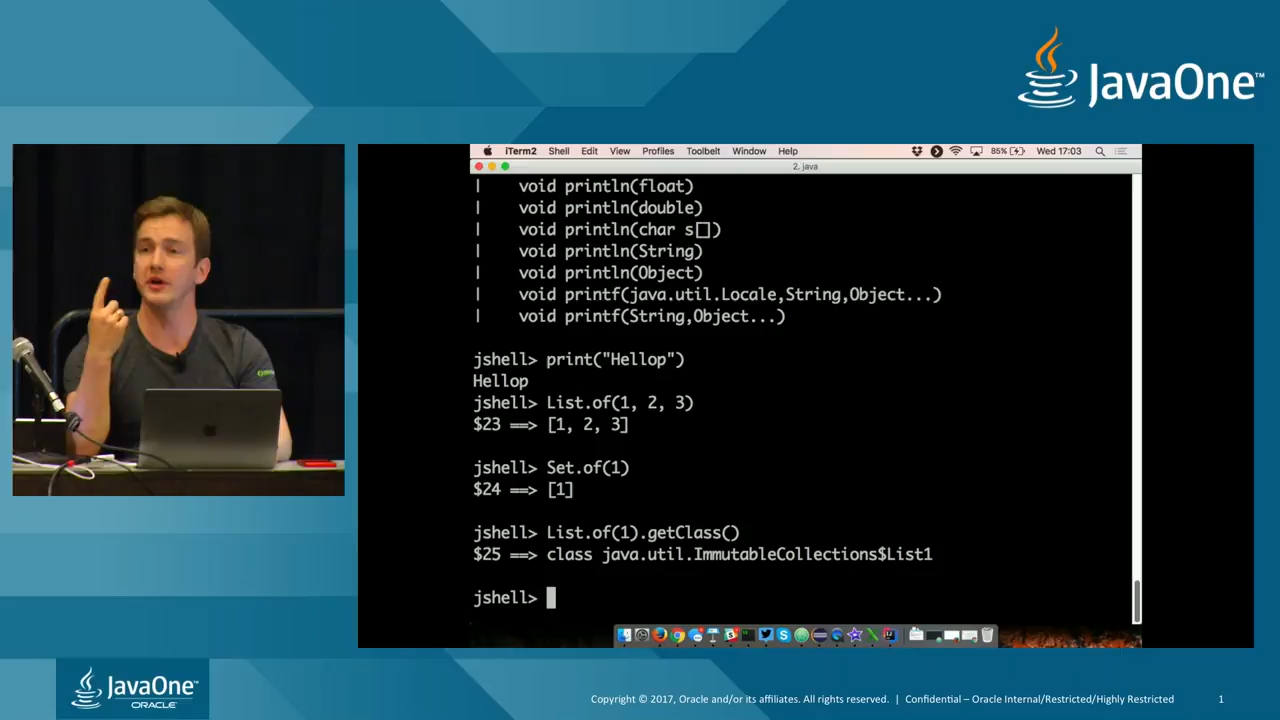 JavaOne™
iTerm2 Shell Edit View Profiles Toolbelt Window Help 85% Wed 17:03
2. java
| void println(float)
| void println(double)
| void println(char s[])
| void println(String)
| void println(Object)
| void printf(java.util.Locale,String,Object...)
| void printf(String,Object...)
jshell> print("Hellop")
Hellop
jshell> List.of(1, 2, 3)
$23 ==> [1, 2, 3]
jshell> Set.of(1)
$24 ==> [1]
jshell> List.of(1).getClass()
$25 ==> class java.util.ImmutableCollections$List1
jshell>
JavaOne™
ORACLE
Copyright © 2017, Oracle and/or its affiliates. All rights reserved. | Confidential – Oracle Internal/Restricted/Highly Restricted 1